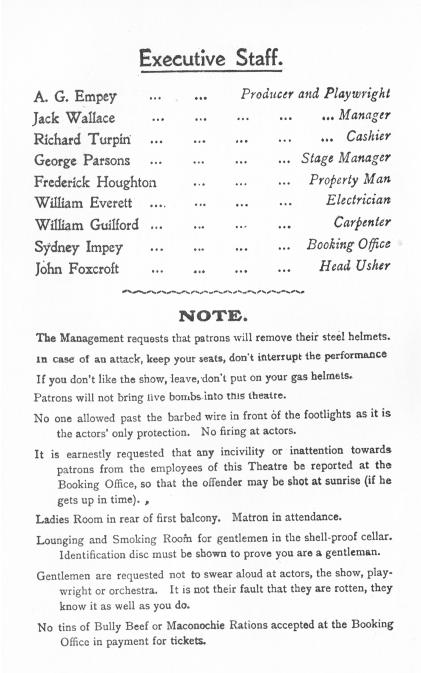 Executive Staff.
A. G. Empey ... ... Producer and Playwright
Jack Wallace ... ... ... ... ... Manager
Richard Turpin ... ... ... ... ... Cashier
George Parsons ... ... ... ... Stage Manager
Frederick Houghton ... ... ... Property Man
William Everett .... ... ... ... Electrician
William Guilford ... ... ... ... Carpenter
Sydney Impey ... ... ... ... Booking Office
John Foxcroft ... ... ... ... Head Usher
NOTE.
The Management requests that patrons will remove their steel helmets.
In case of an attack, keep your seats, don't interrupt the performance
If you don't like the show, leave, don't put on your gas helmets.
Patrons will not bring live bombs into this theatre.
No one allowed past the barbed wire in front of the footlights as it is
the actors' only protection. No firing at actors.
It is earnestly requested that any incivility or inattention towards
patrons from the employees of this Theatre be reported at the
Booking Office, so that the offender may be shot at sunrise (if he
gets up in time).
Ladies Room in rear of first balcony. Matron in attendance.
Lounging and Smoking Room for gentlemen in the shell-proof cellar.
Identification disc must be shown to prove you are a gentleman.
Gentlemen are requested not to swear aloud at actors, the show, play-
wright or orchestra. It is not their fault that they are rotten, they
know it as well as you do.
No tins of Bully Beef or Maconochie Rations accepted at the Booking
Office in payment for tickets.